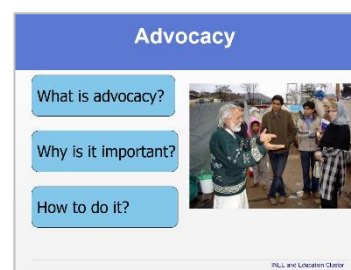 Advocacy
What is advocacy?
Why is it important?
How to do it?
INEE and Education Cluster